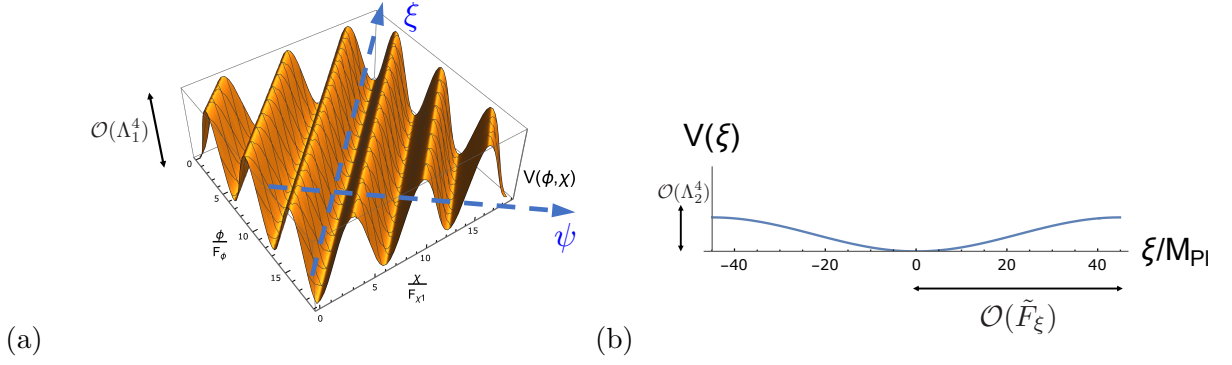 ξ
𝒪(Λ₁⁴)
V(ϕ,χ)
ψ
0
5
10
15
ϕ/F_ϕ
0
5
10
15
χ/F_χ1
(a)
V(ξ)
𝒪(Λ₂⁴)
−40 −20 0 20 40
ξ/M_Pl
𝒪(F̃_ξ)
(b)